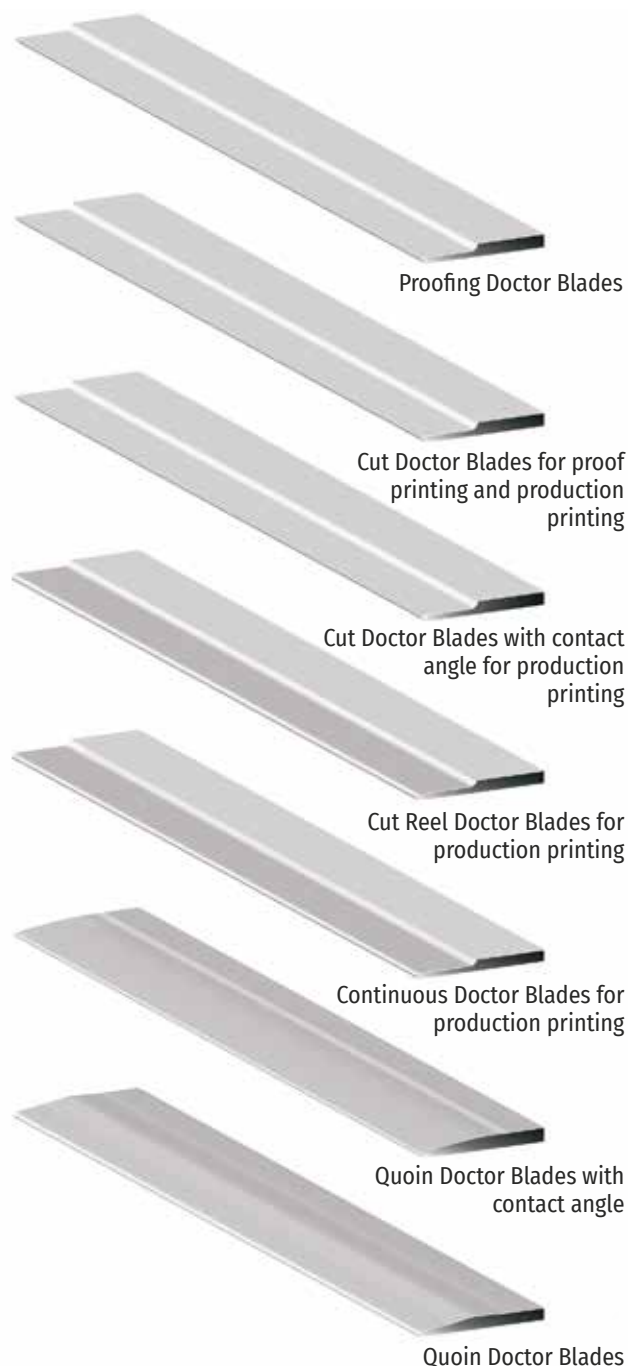 Proofing Doctor Blades
Cut Doctor Blades for proof
printing and production
printing
Cut Doctor Blades with contact
angle for production
printing
Cut Reel Doctor Blades for
production printing
Continuous Doctor Blades for
production printing
Quoin Doctor Blades with
contact angle
Quoin Doctor Blades